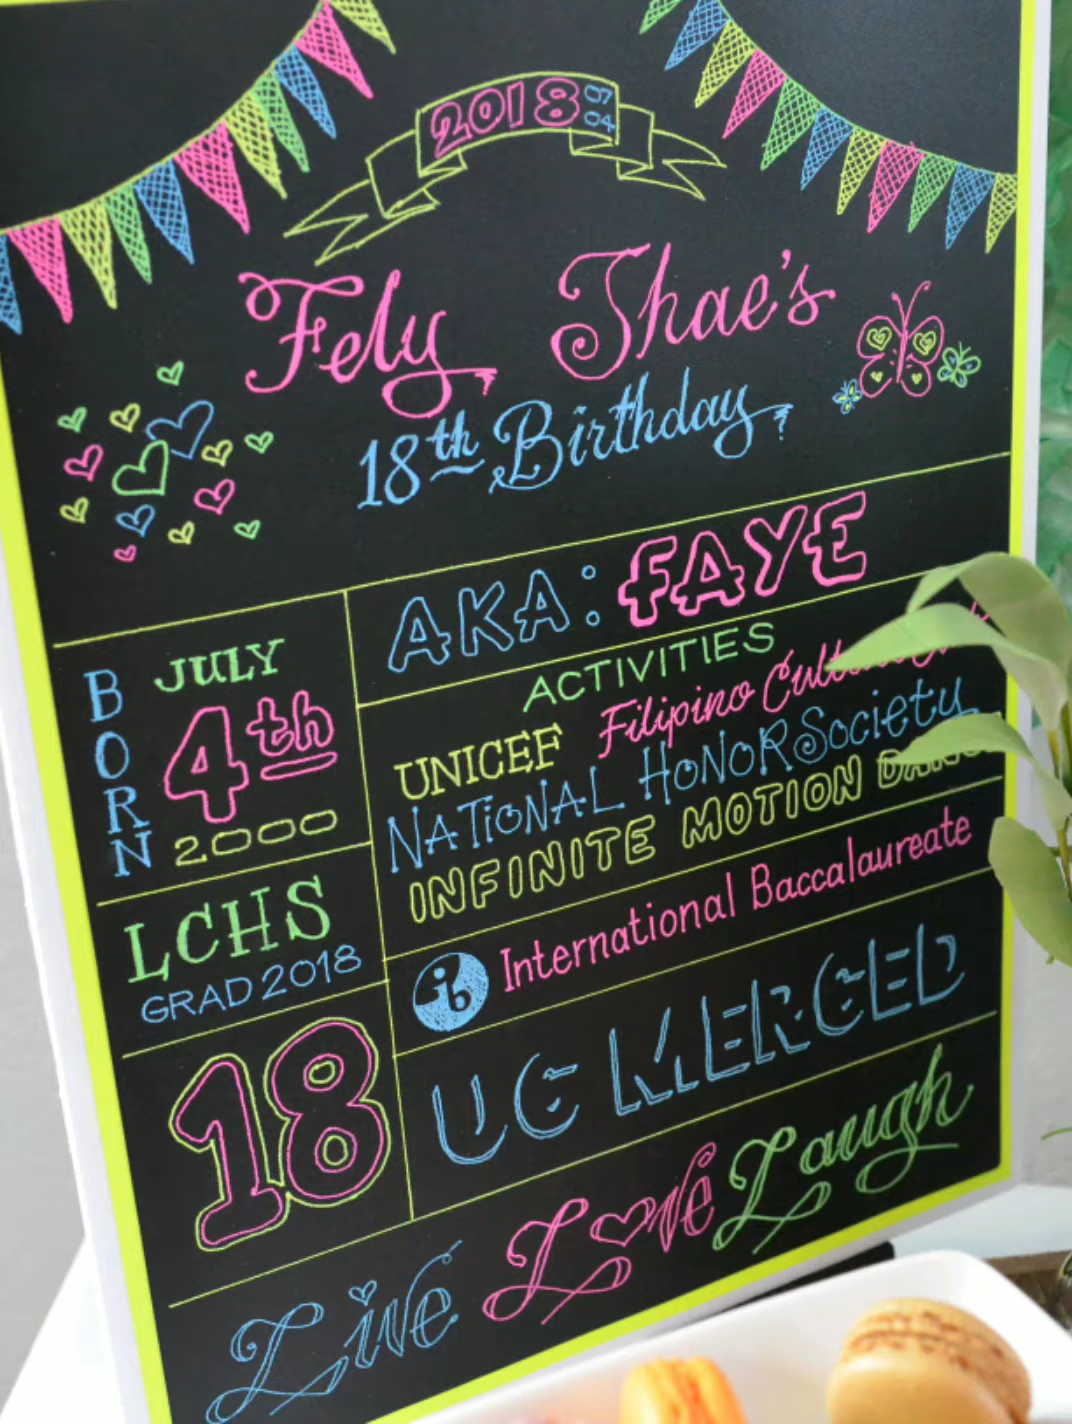 2018 07
04
Fely Thae's
18th Birthday
AKA: FAYE
BORN
JULY
4th
2000
ACTIVITIES
UNICEF Filipino
NATIONAL HONOR Society
INFINITE MOTION
LCHS
GRAD 2018
ib International Baccalaureate
18
UC MERCED
Live Love Laugh